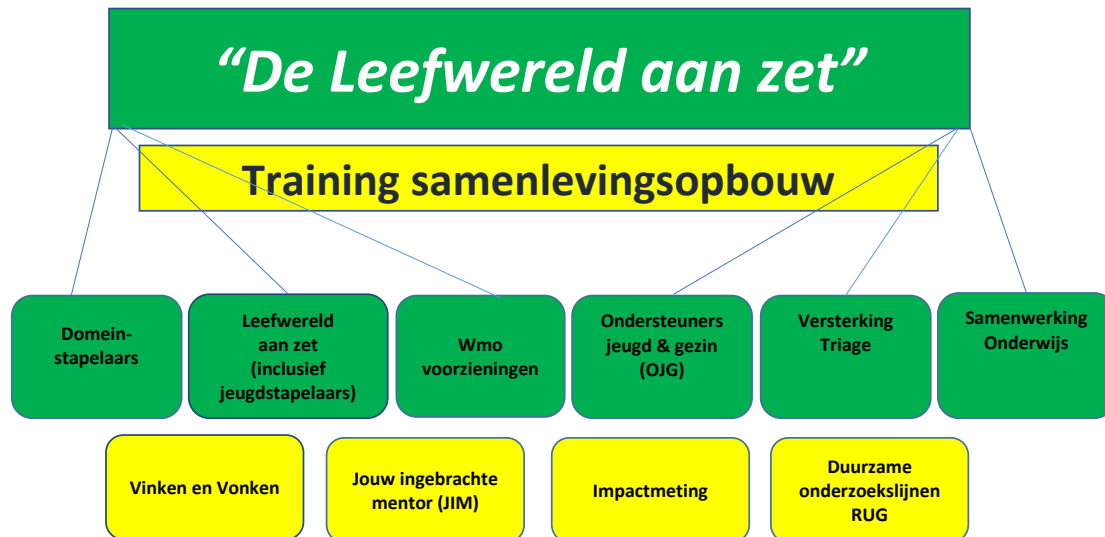 “De Leefwereld aan zet”
Training samenlevingsopbouw
Domein-
stapelaars
Leefwereld
aan zet
(inclusief
jeugdstapelaars)
Wmo
voorzieningen
Ondersteuners
jeugd & gezin
(OJG)
Versterking
Triage
Samenwerking
Onderwijs
Vinken en Vonken
Jouw ingebrachte
mentor (JIM)
Impactmeting
Duurzame
onderzoekslijnen
RUG